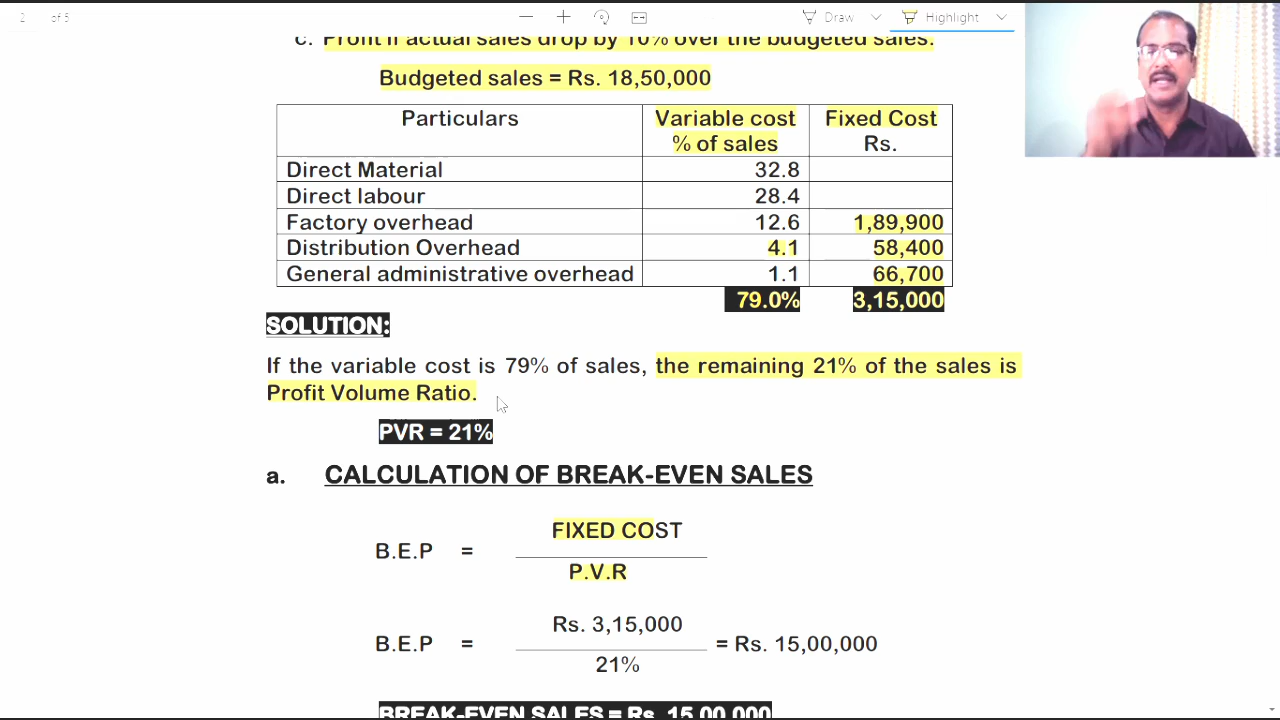 2 of 5
Draw
Highlight
c. Profit if actual sales drop by 10% over the budgeted sales.
Budgeted sales = Rs. 18,50,000
Particulars Variable cost % of sales Fixed Cost Rs.
Direct Material 32.8
Direct labour 28.4
Factory overhead 12.6 1,89,900
Distribution Overhead 4.1 58,400
General administrative overhead 1.1 66,700
79.0% 3,15,000
SOLUTION:
If the variable cost is 79% of sales, the remaining 21% of the sales is
Profit Volume Ratio.
PVR = 21%
a. CALCULATION OF BREAK-EVEN SALES
FIXED COST
B.E.P =
P.V.R
Rs. 3,15,000
B.E.P = = Rs. 15,00,000
21%
BREAK-EVEN SALES = Rs. 15,00,000